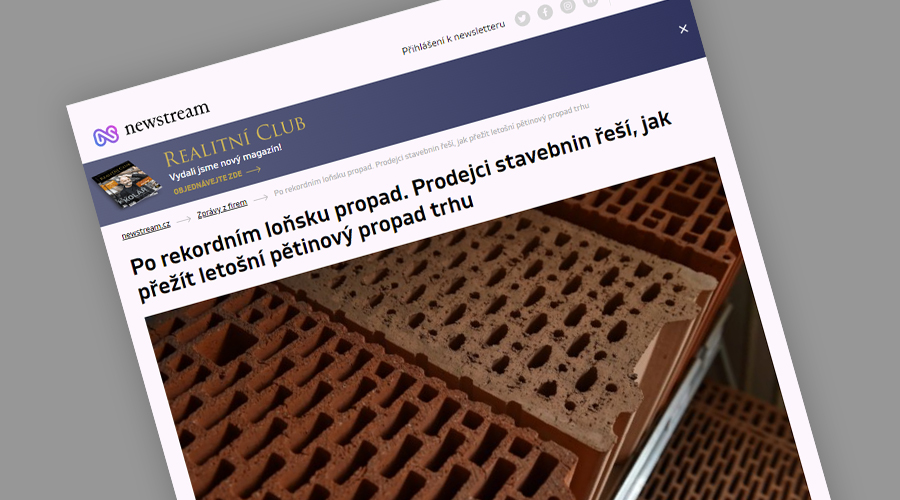 Přihlášení k newsletteru
newstream
REALITNÍ CLUB
Vydali jsme nový magazín!
OBJEDNÁVEJTE ZDE
newstream.cz
Zprávy z firem
Po rekordním loňsku propad. Prodejci stavebnin řeší, jak přežít letošní pětinový propad trhu
Po rekordním loňsku propad. Prodejci stavebnin řeší, jak
přežít letošní pětinový propad trhu